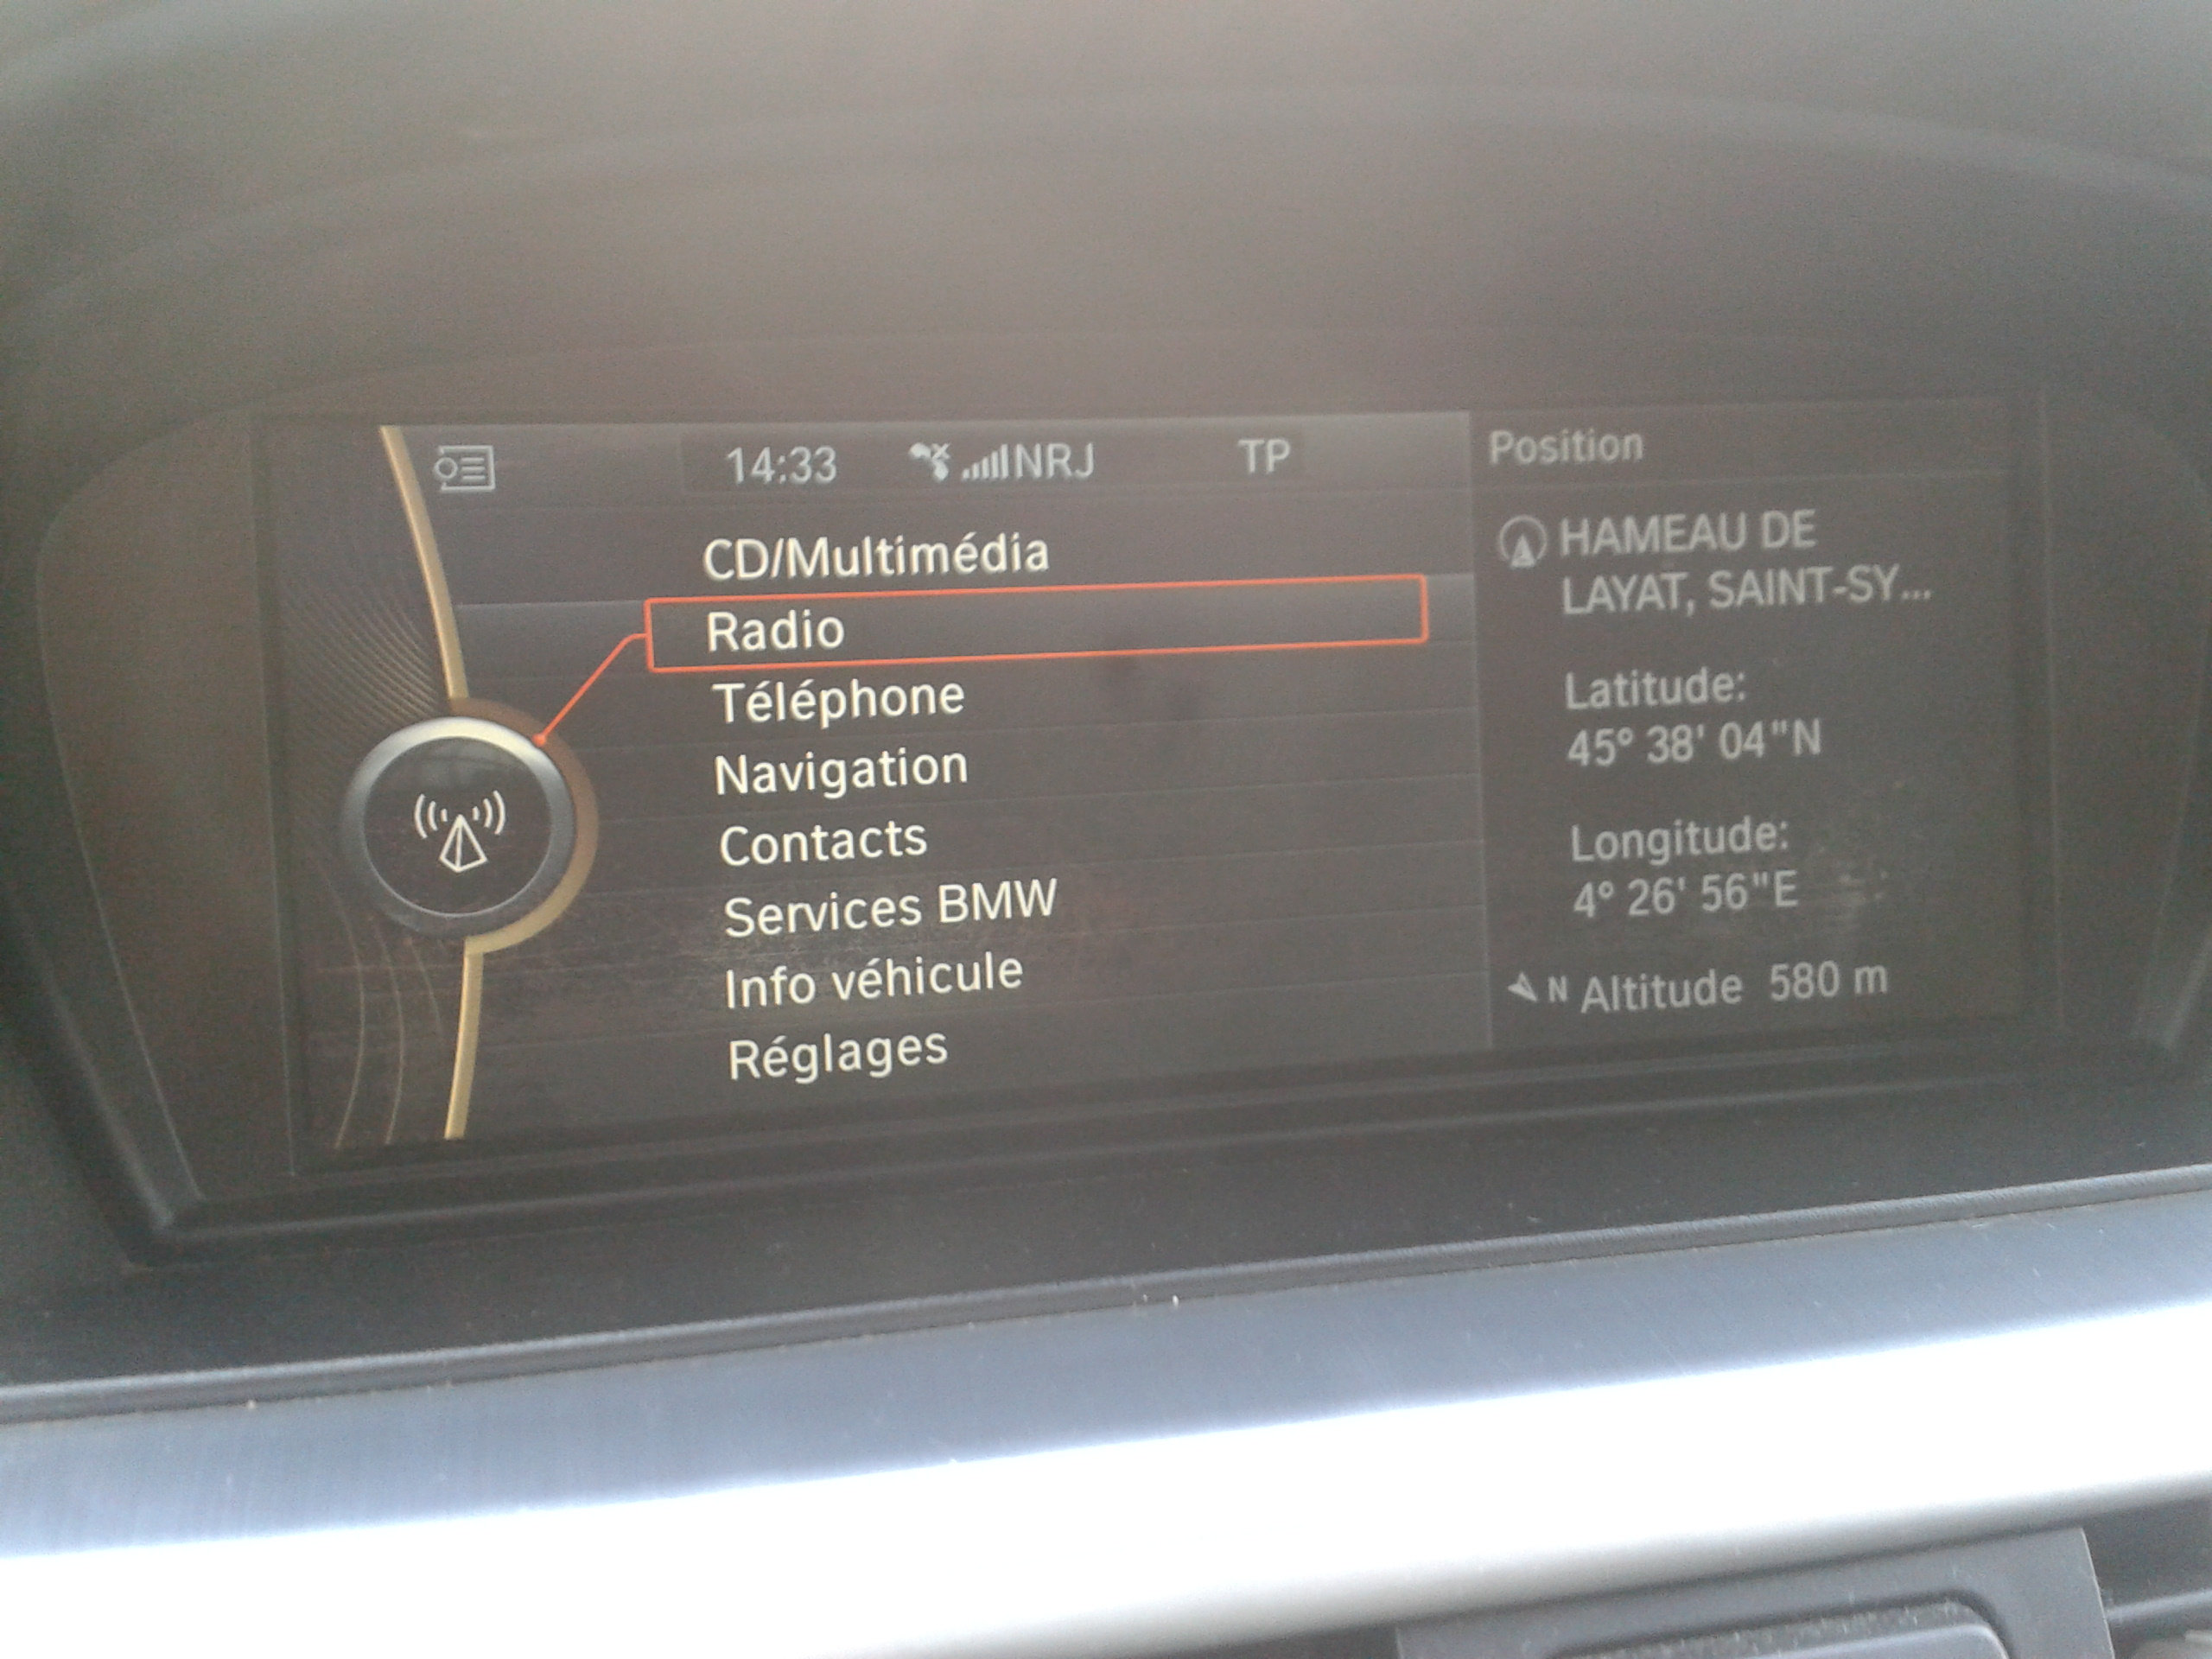 14:33 NRJ TP
CD/Multimédia
Radio
Téléphone
Navigation
Contacts
Services BMW
Info véhicule
Réglages
Position
HAMEAU DE
LAYAT, SAINT-SY...
Latitude:
45° 38' 04"N
Longitude:
4° 26' 56"E
N Altitude 580 m